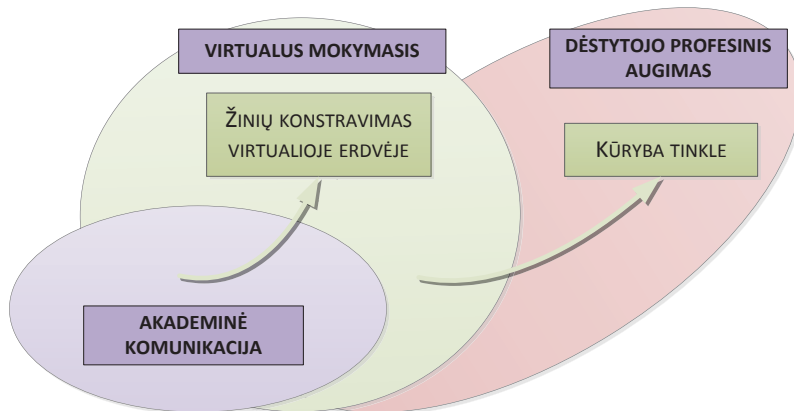 VIRTUALUS MOKYMASIS
DĖSTYTOJO PROFESINIS
AUGIMAS
ŽINIŲ KONSTRAVIMAS
VIRTUALIOJE ERDVĖJE
KŪRYBA TINKLE
AKADEMINĖ
KOMUNIKACIJA